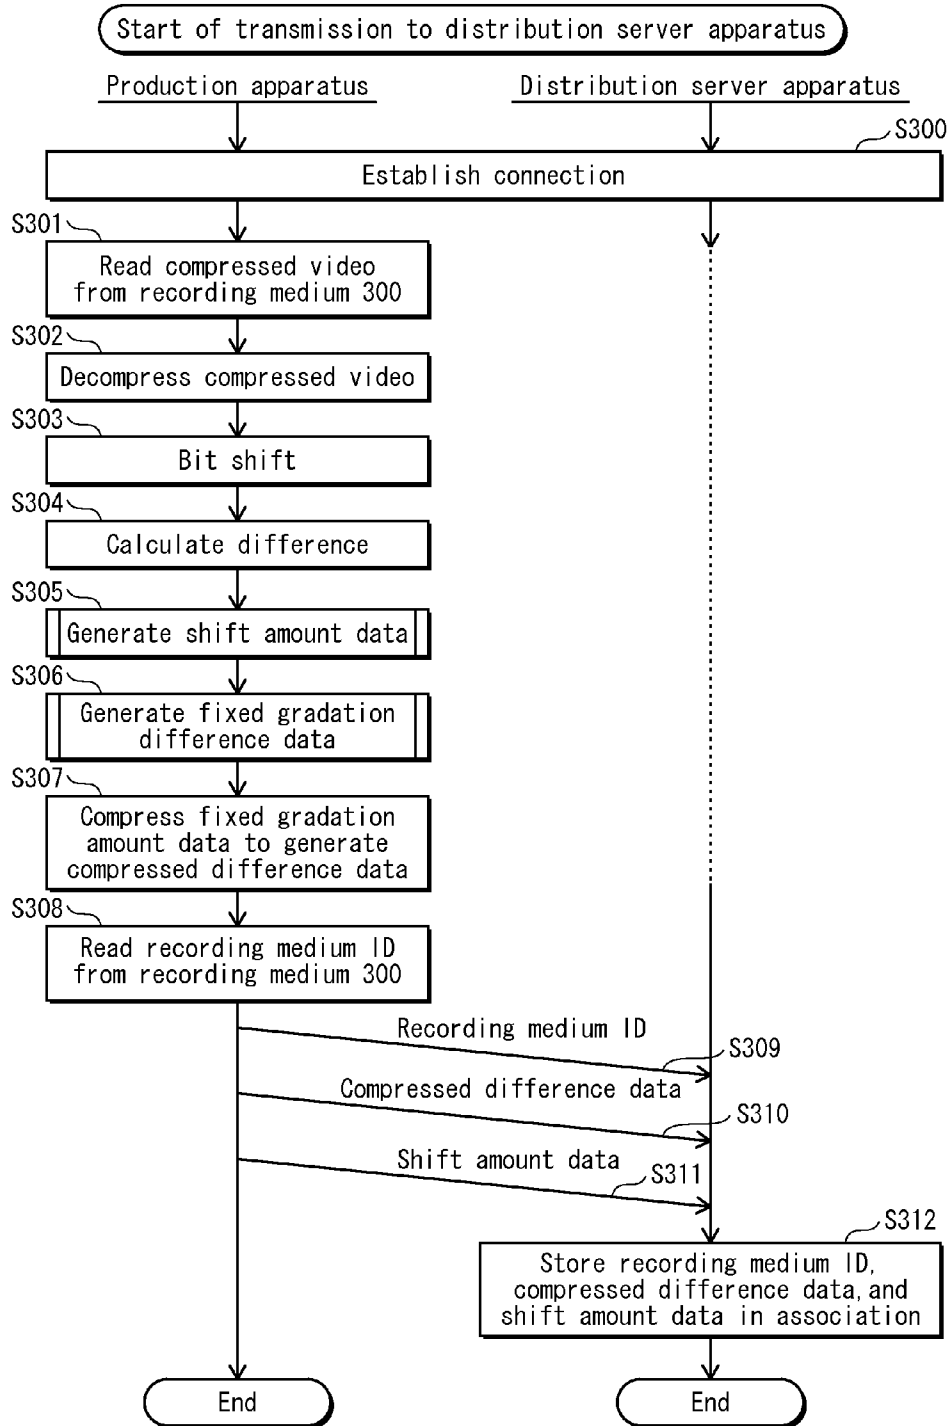 Start of transmission to distribution server apparatus
Production apparatus
Distribution server apparatus
S300
Establish connection
S301
Read compressed video
from recording medium 300
S302
Decompress compressed video
S303
Bit shift
S304
Calculate difference
S305
Generate shift amount data
S306
Generate fixed gradation
difference data
S307
Compress fixed gradation
amount data to generate
compressed difference data
S308
Read recording medium ID
from recording medium 300
Recording medium ID
S309
Compressed difference data
S310
Shift amount data
S311
S312
Store recording medium ID,
compressed difference data, and
shift amount data in association
End
End